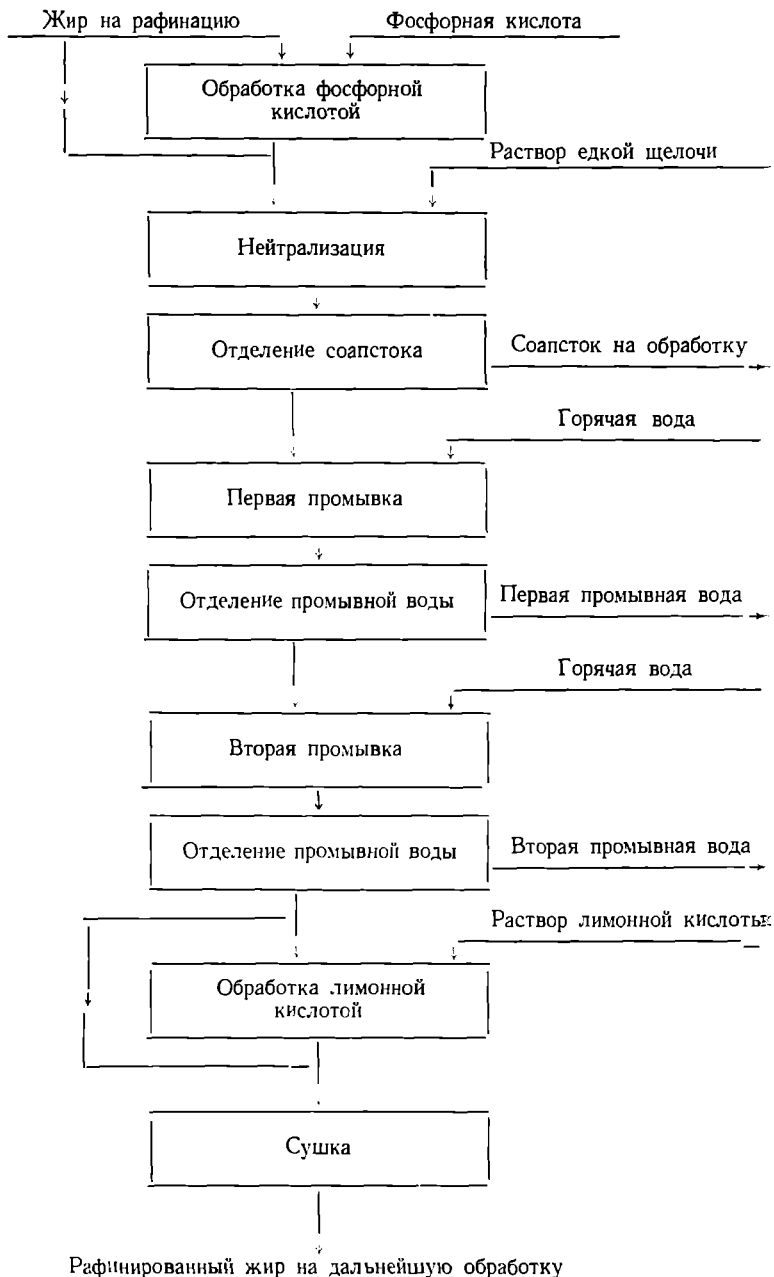 Жир на рафинацию
Фосфорная кислота
Обработка фосфорной
кислотой
Раствор едкой щелочи
Нейтрализация
Отделение соапстока
Соапсток на обработку
Горячая вода
Первая промывка
Отделение промывной воды
Первая промывная вода
Горячая вода
Вторая промывка
Отделение промывной воды
Вторая промывная вода
Раствор лимонной кислоты
Обработка лимонной
кислотой
Сушка
Рафинированный жир на дальнейшую обработку